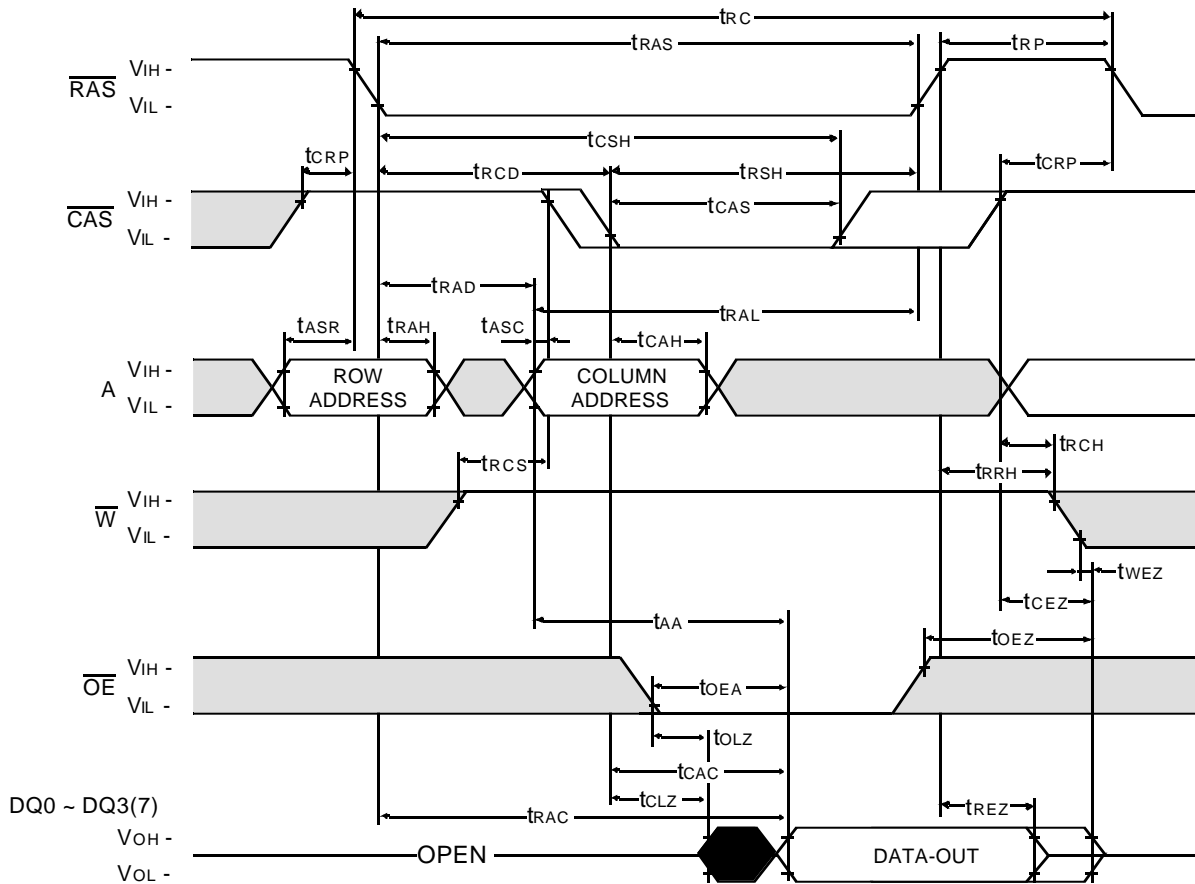 tRC
tRAS
tRP
RAS
VIH -
VIL -
tCSH
tCRP
tRCD
tRSH
tCRP
CAS
VIH -
VIL -
tCAS
tRAD
tRAL
tASR
tRAH
tASC
tCAH
A
VIH -
VIL -
ROW
ADDRESS
COLUMN
ADDRESS
tRCH
tRCS
tRRH
W
VIH -
VIL -
tWEZ
tCEZ
tAA
tOEZ
OE
VIH -
VIL -
tOEA
tOLZ
tCAC
tCLZ
tREZ
tRAC
DQ0 ~ DQ3(7)
VOH -
VOL -
OPEN
DATA-OUT